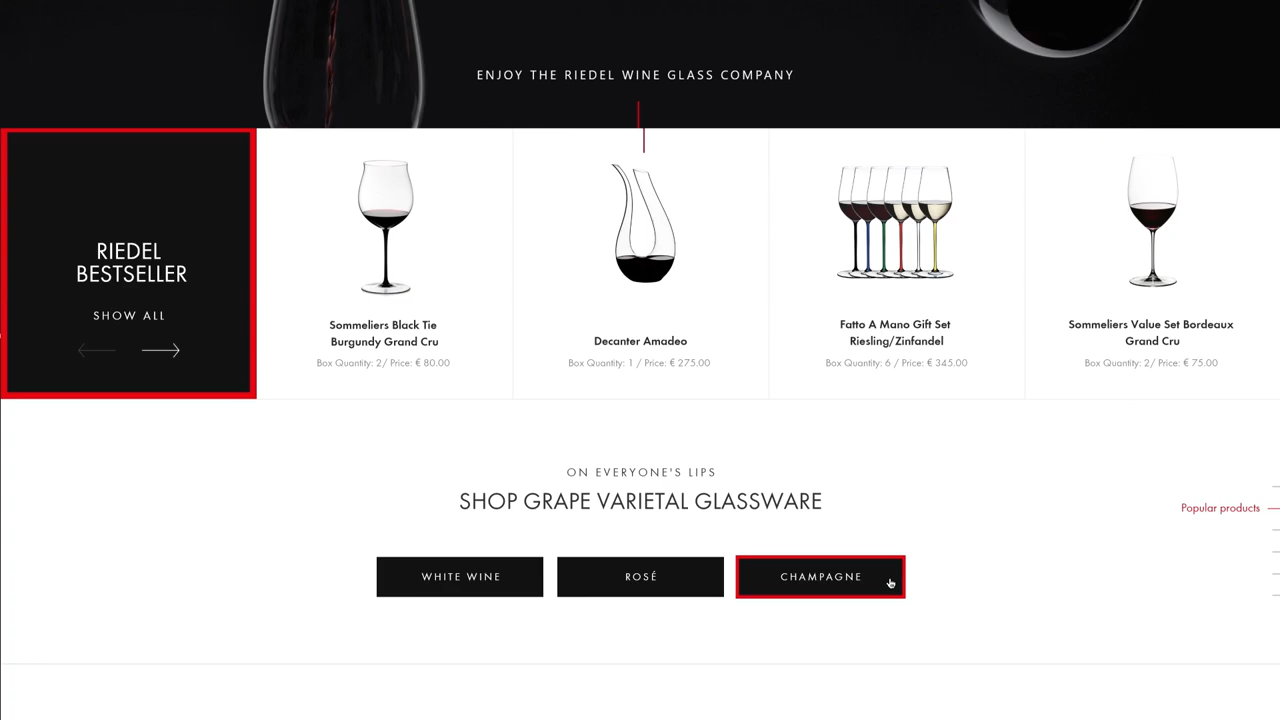 ENJOY THE RIEDEL WINE GLASS COMPANY
RIEDEL
BESTSELLER
SHOW ALL
Sommeliers Black Tie
Burgundy Grand Cru
Box Quantity: 2/ Price: € 80.00
Decanter Amadeo
Box Quantity: 1 / Price: € 275.00
Fatto A Mano Gift Set
Riesling/Zinfandel
Box Quantity: 6 / Price: € 345.00
Sommeliers Value Set Bordeaux
Grand Cru
Box Quantity: 2/ Price: € 75.00
ON EVERYONE'S LIPS
SHOP GRAPE VARIETAL GLASSWARE
Popular products
WHITE WINE
ROSÉ
CHAMPAGNE